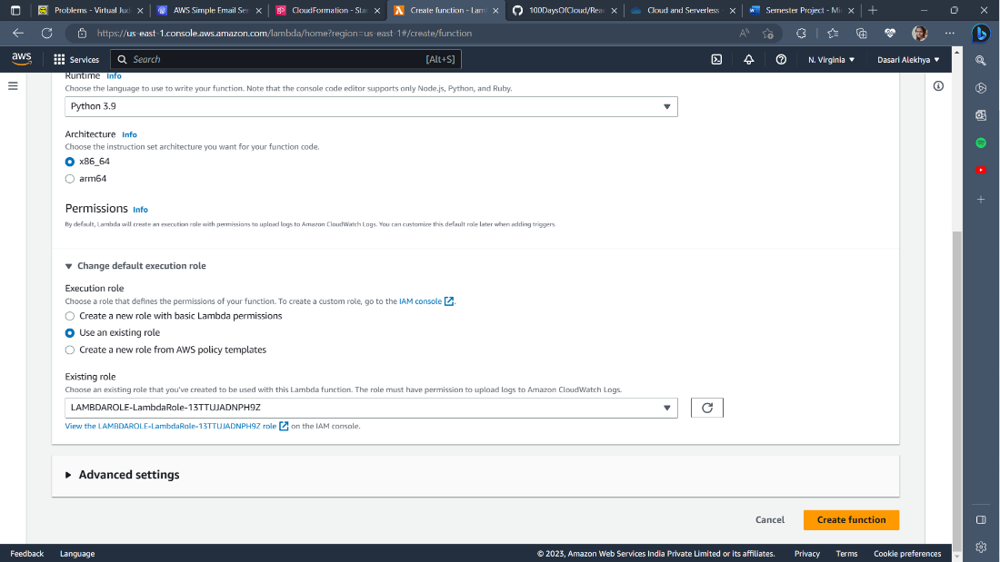 Problems - Virtual Jud
AWS Simple Email Ser
CloudFormation - Sta
Create function - Lam
100DaysOfCloud/Rea
Cloud and Serverless
Semester Project - Mi
https://us-east-1.console.aws.amazon.com/lambda/home?region=us-east-1#/create/function
aws
Services
Search
[Alt+S]
N. Virginia
Dasari Alekhya
Runtime Info
Choose the language to use to write your function. Note that the console code editor supports only Node.js, Python, and Ruby.
Python 3.9
Architecture Info
Choose the instruction set architecture you want for your function code.
x86_64
arm64
Permissions Info
By default, Lambda will create an execution role with permissions to upload logs to Amazon CloudWatch Logs. You can customize this default role later when adding triggers.
Change default execution role
Execution role
Choose a role that defines the permissions of your function. To create a custom role, go to the IAM console.
Create a new role with basic Lambda permissions
Use an existing role
Create a new role from AWS policy templates
Existing role
Choose an existing role that you've created to be used with this Lambda function. The role must have permission to upload logs to Amazon CloudWatch Logs.
LAMBDAROLE-LambdaRole-13TTUJADNPH9Z
View the LAMBDAROLE-LambdaRole-13TTUJADNPH9Z role on the IAM console.
Advanced settings
Cancel
Create function
Feedback
Language
© 2023, Amazon Web Services India Private Limited or its affiliates.
Privacy
Terms
Cookie preferences